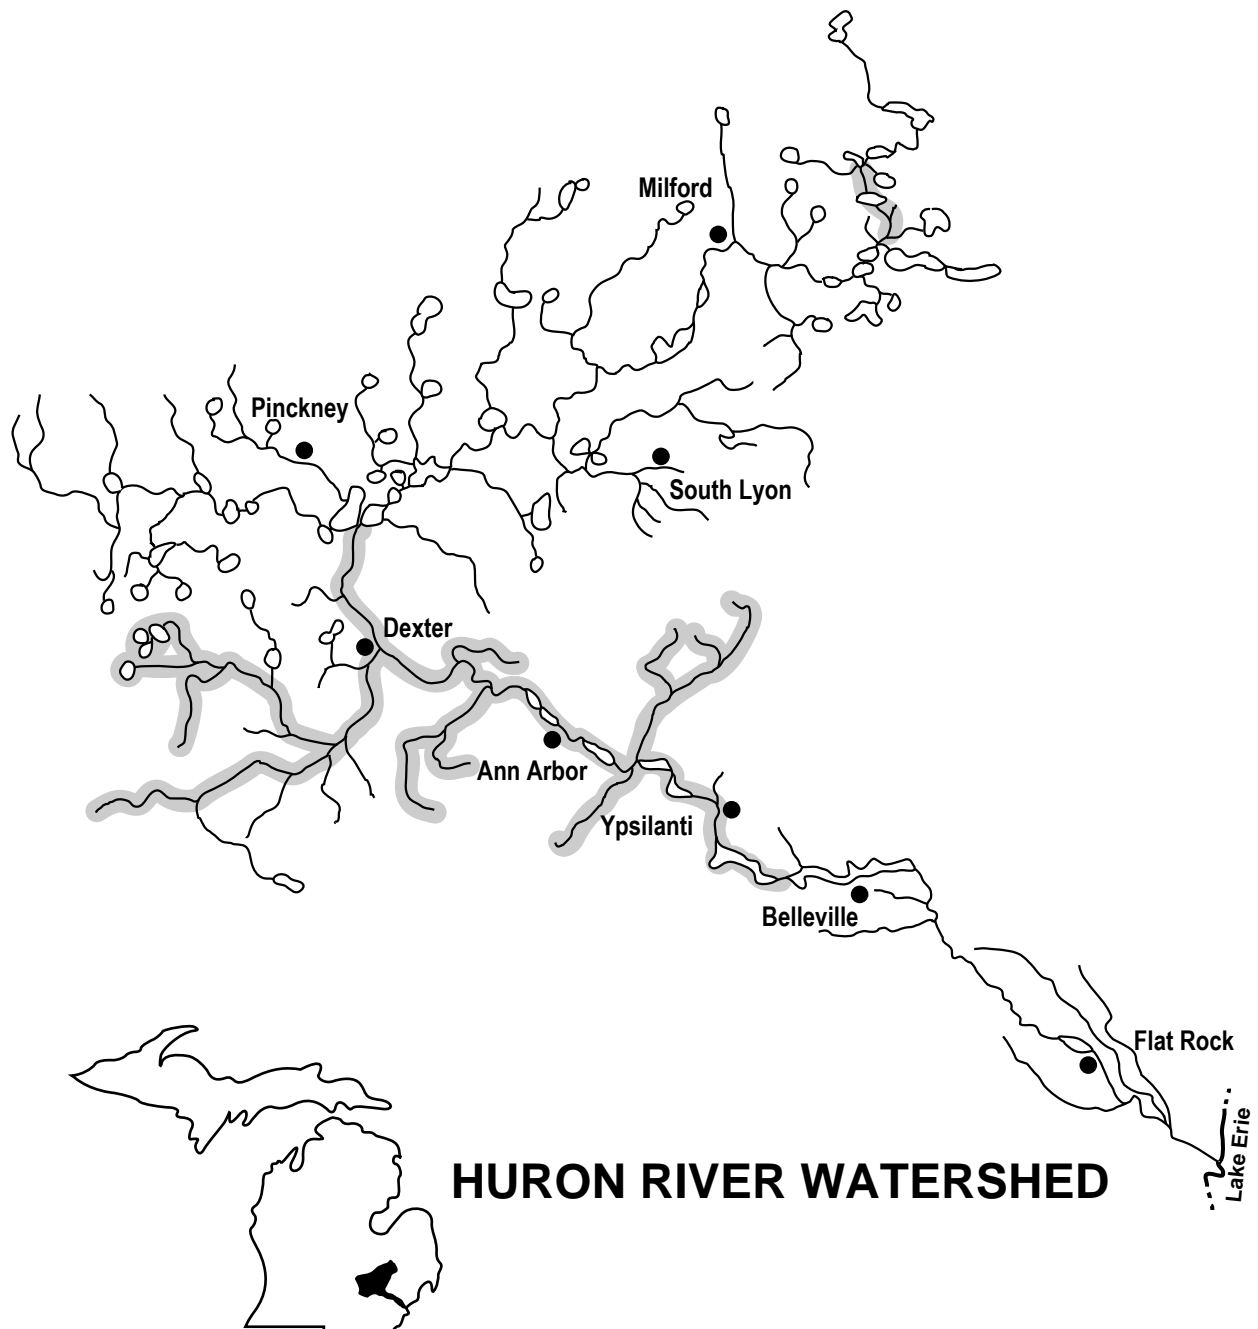 Milford
Pinckney
South Lyon
Dexter
Ann Arbor
Ypsilanti
Belleville
Flat Rock
Lake Erie
HURON RIVER WATERSHED